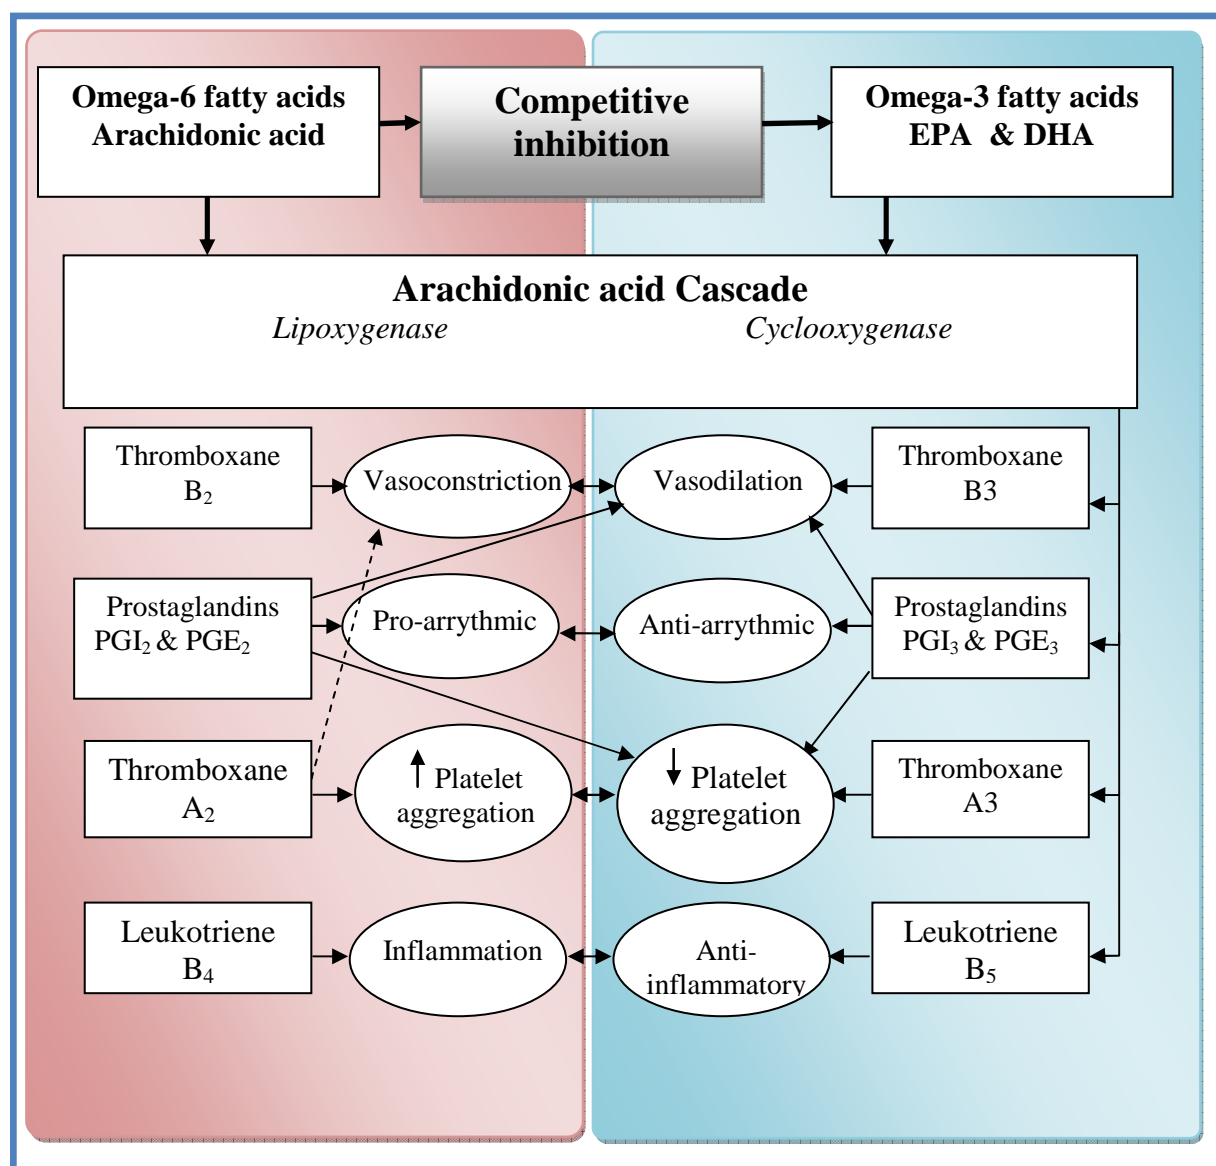 Omega-6 fatty acids
Arachidonic acid
Competitive
inhibition
Omega-3 fatty acids
EPA & DHA
Arachidonic acid Cascade
Lipoxygenase
Cyclooxygenase
Thromboxane
B₂
Vasoconstriction
Vasodilation
Thromboxane
B3
Prostaglandins
PGI₂ & PGE₂
Pro-arrythmic
Anti-arrythmic
Prostaglandins
PGI₃ & PGE₃
Thromboxane
A₂
↑ Platelet
aggregation
↓ Platelet
aggregation
Thromboxane
A3
Leukotriene
B₄
Inflammation
Anti-
inflammatory
Leukotriene
B₅